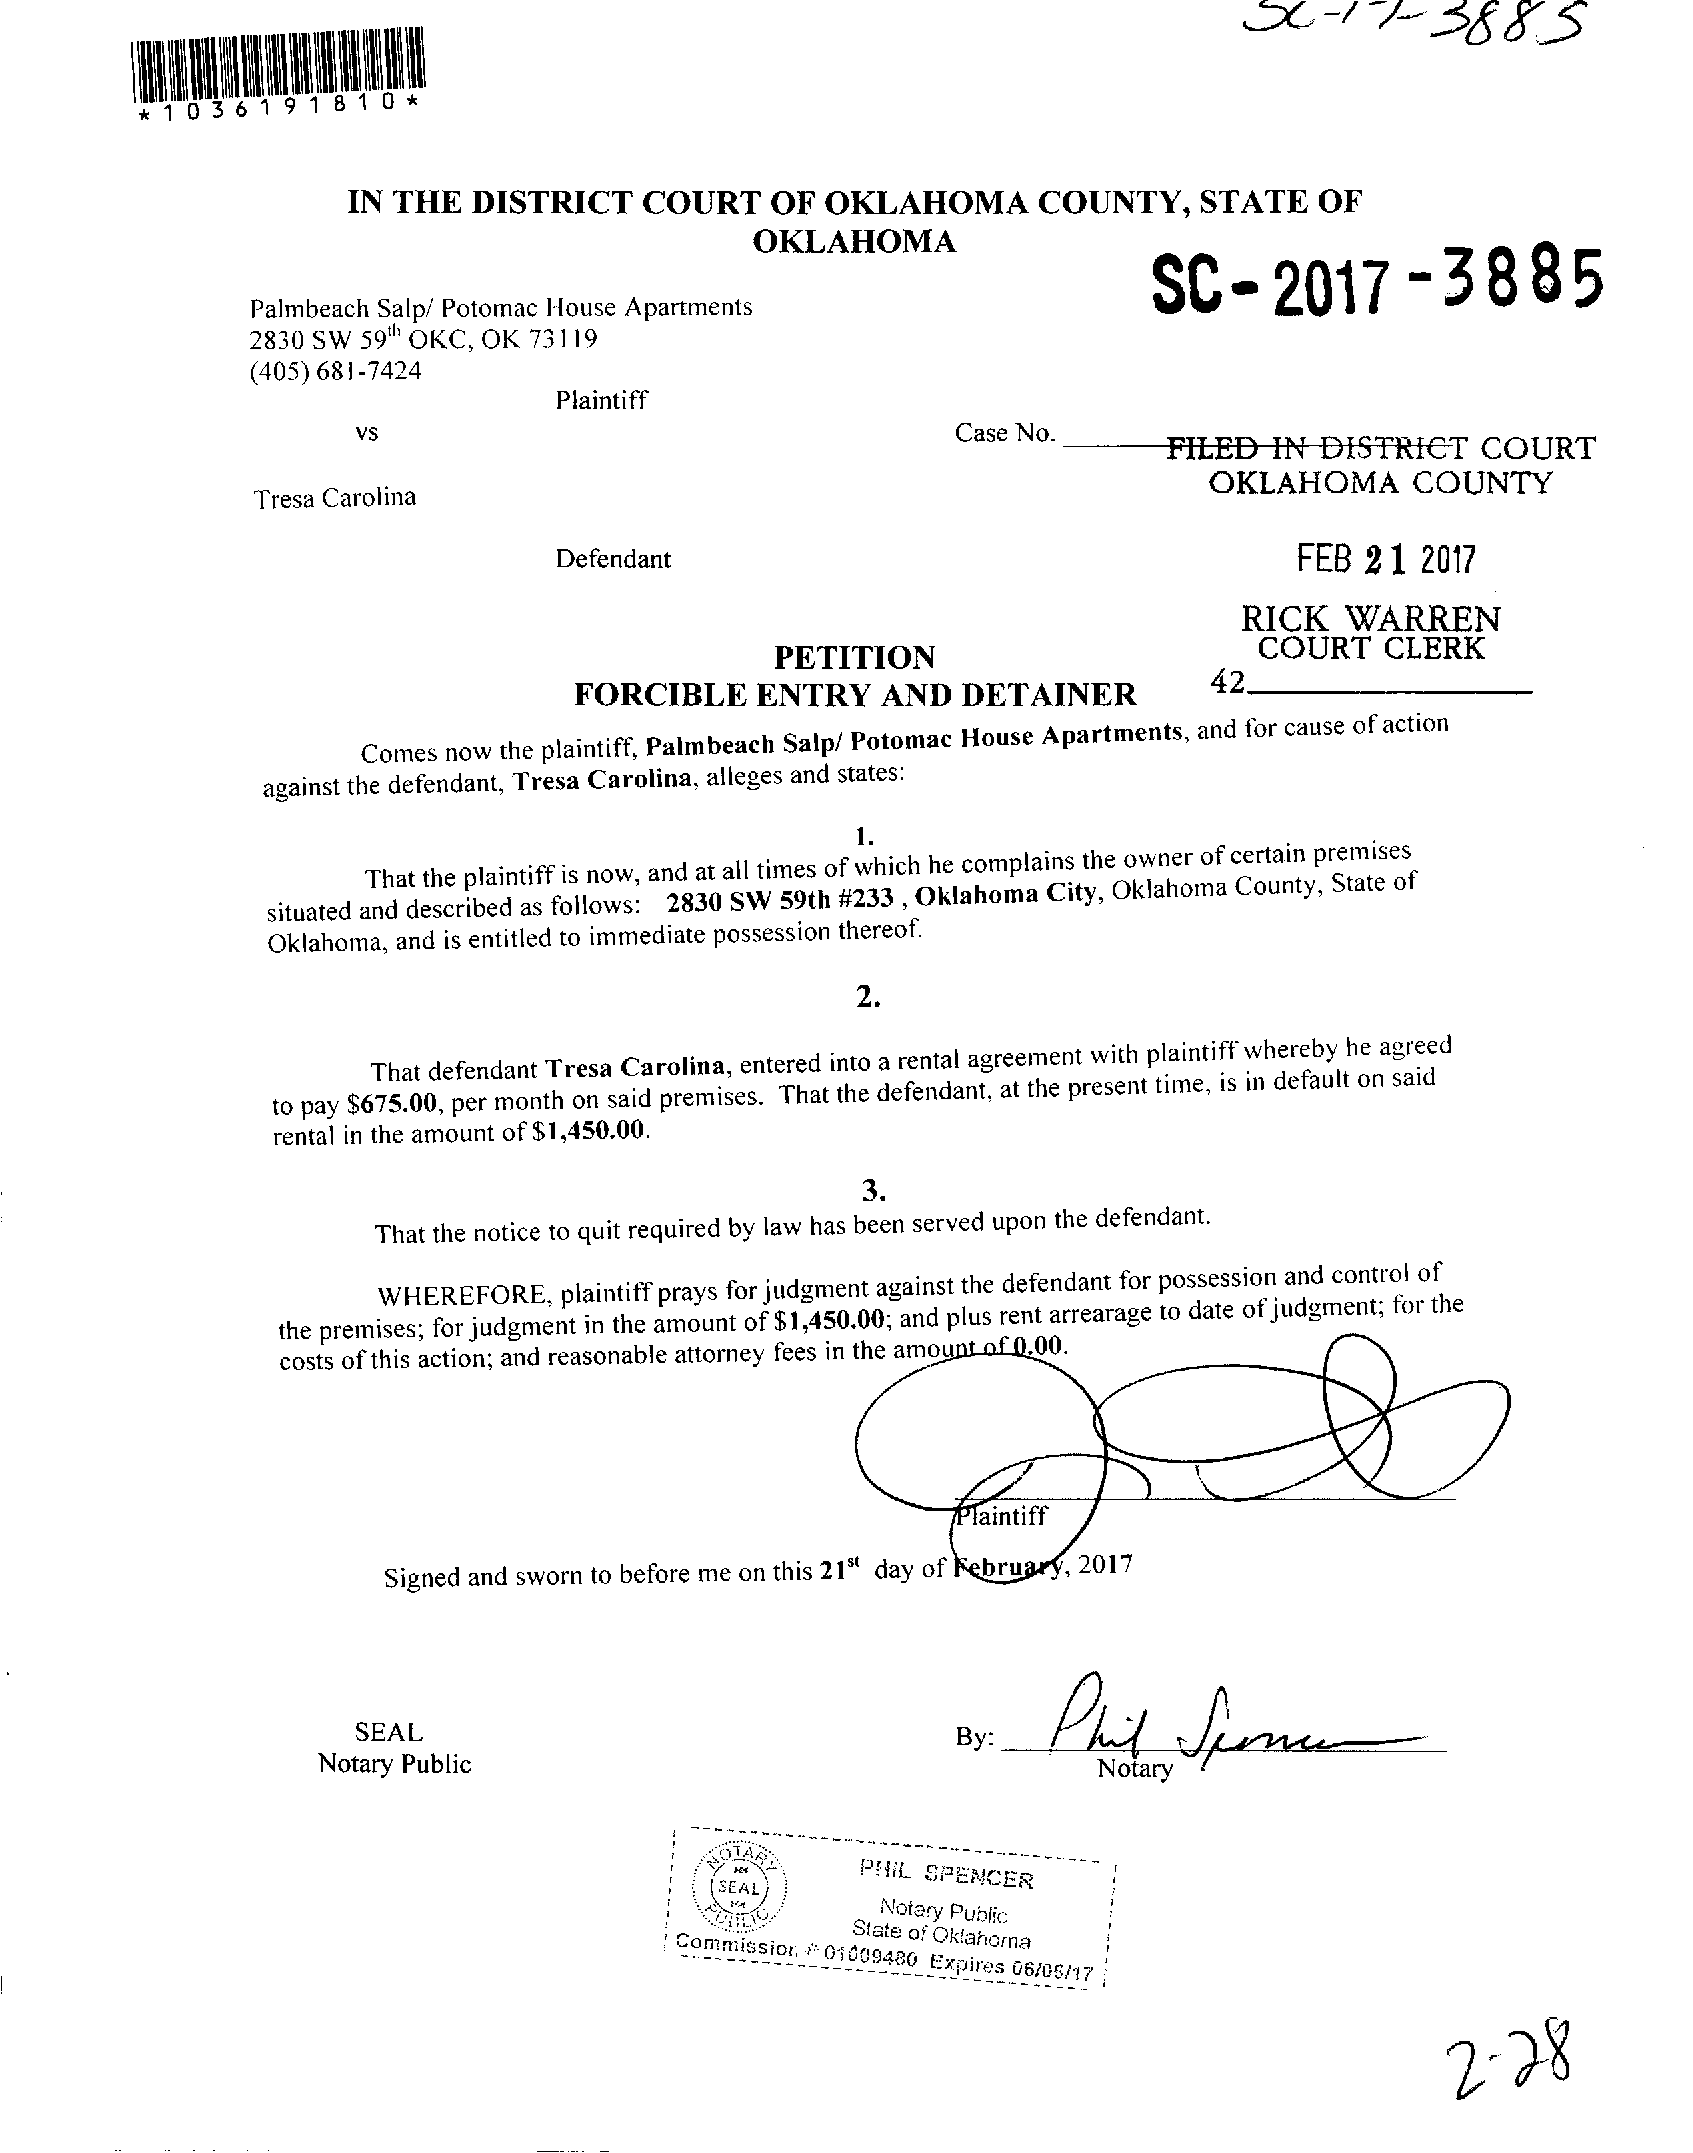 SC-17-3885
*1036191810*
IN THE DISTRICT COURT OF OKLAHOMA COUNTY, STATE OF
OKLAHOMA
SC-2017-3885
Palmbeach Salp/ Potomac House Apartments
2830 SW 59th OKC, OK 73119
(405) 681-7424
Plaintiff
vs
Case No.
FILED IN DISTRICT COURT
OKLAHOMA COUNTY
Tresa Carolina
Defendant
FEB 21 2017
RICK WARREN
COURT CLERK
42
PETITION
FORCIBLE ENTRY AND DETAINER
Comes now the plaintiff, Palmbeach Salp/ Potomac House Apartments, and for cause of action
against the defendant, Tresa Carolina, alleges and states:
1.
That the plaintiff is now, and at all times of which he complains the owner of certain premises
situated and described as follows: 2830 SW 59th #233 , Oklahoma City, Oklahoma County, State of
Oklahoma, and is entitled to immediate possession thereof.
2.
That defendant Tresa Carolina, entered into a rental agreement with plaintiff whereby he agreed
to pay $675.00, per month on said premises. That the defendant, at the present time, is in default on said
rental in the amount of $1,450.00.
3.
That the notice to quit required by law has been served upon the defendant.
WHEREFORE, plaintiff prays for judgment against the defendant for possession and control of
the premises; for judgment in the amount of $1,450.00; and plus rent arrearage to date of judgment; for the
costs of this action; and reasonable attorney fees in the amount of 0.00.
Plaintiff
Signed and sworn to before me on this 21st day of February, 2017
SEAL
Notary Public
By: Phil Spencer
Notary
NOTARY
SEAL
PUBLIC
PHIL SPENCER
Notary Public
State of Oklahoma
Commission # 01009480 Expires 06/05/17
2-28